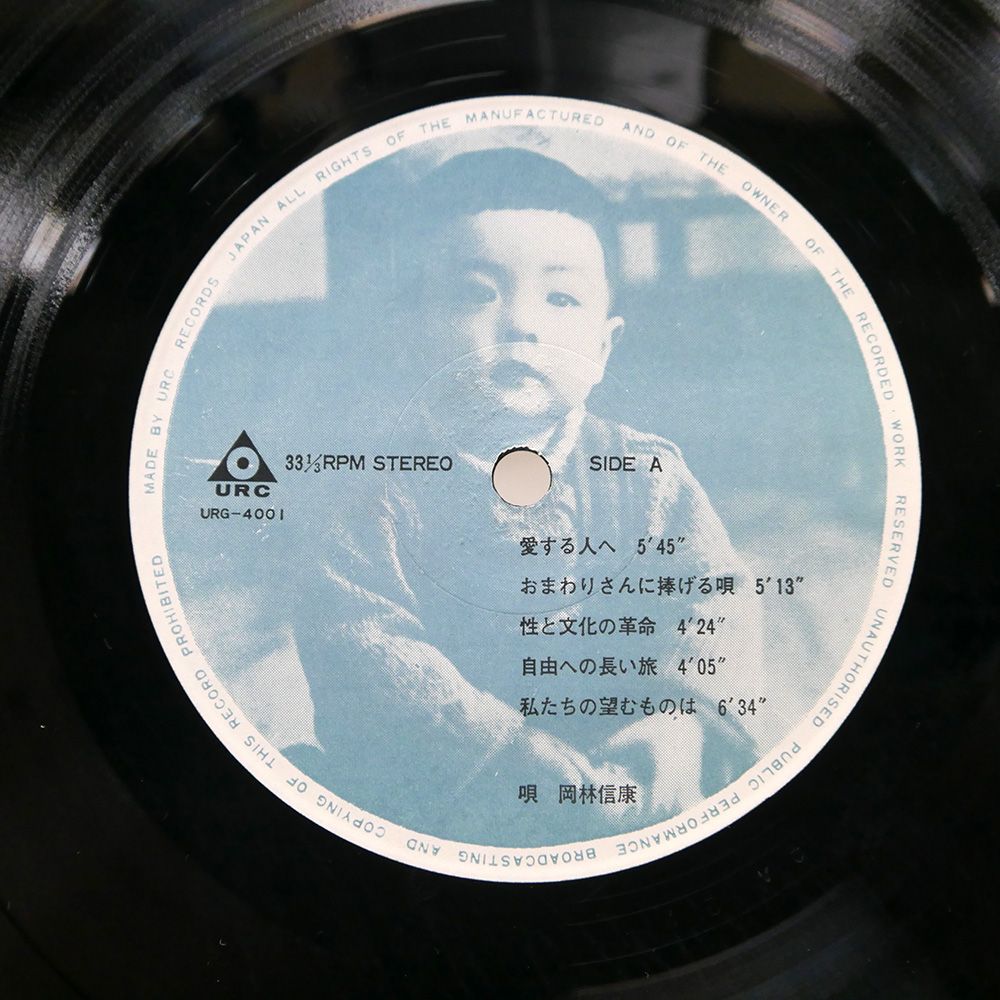 MADE BY URC RECORDS JAPAN ALL RIGHTS OF THE MANUFACTURED AND OF THE OWNER OF THE RECORDED·WORK RESERVED UNAUTHORISED PUBLIC PERFORMANCE BROADCASTING AND COPYING OF THIS RECORD PROHIBITED
33⅓RPM STEREO
SIDE A
URC
URG-4001
愛する人へ 5'45"
おまわりさんに捧げる唄 5'13"
性と文化の革命 4'24"
自由への長い旅 4'05"
私たちの望むものは 6'34"
唄 岡林信康